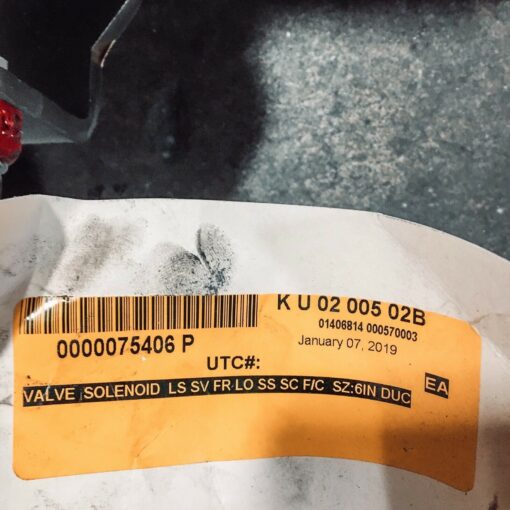 K U 02 005 02B
01406814 000570003
0000075406 P
January 07, 2019
UTC#:
VALVE SOLENOID LS SV FR LO SS SC F/C SZ:6IN DUC
EA